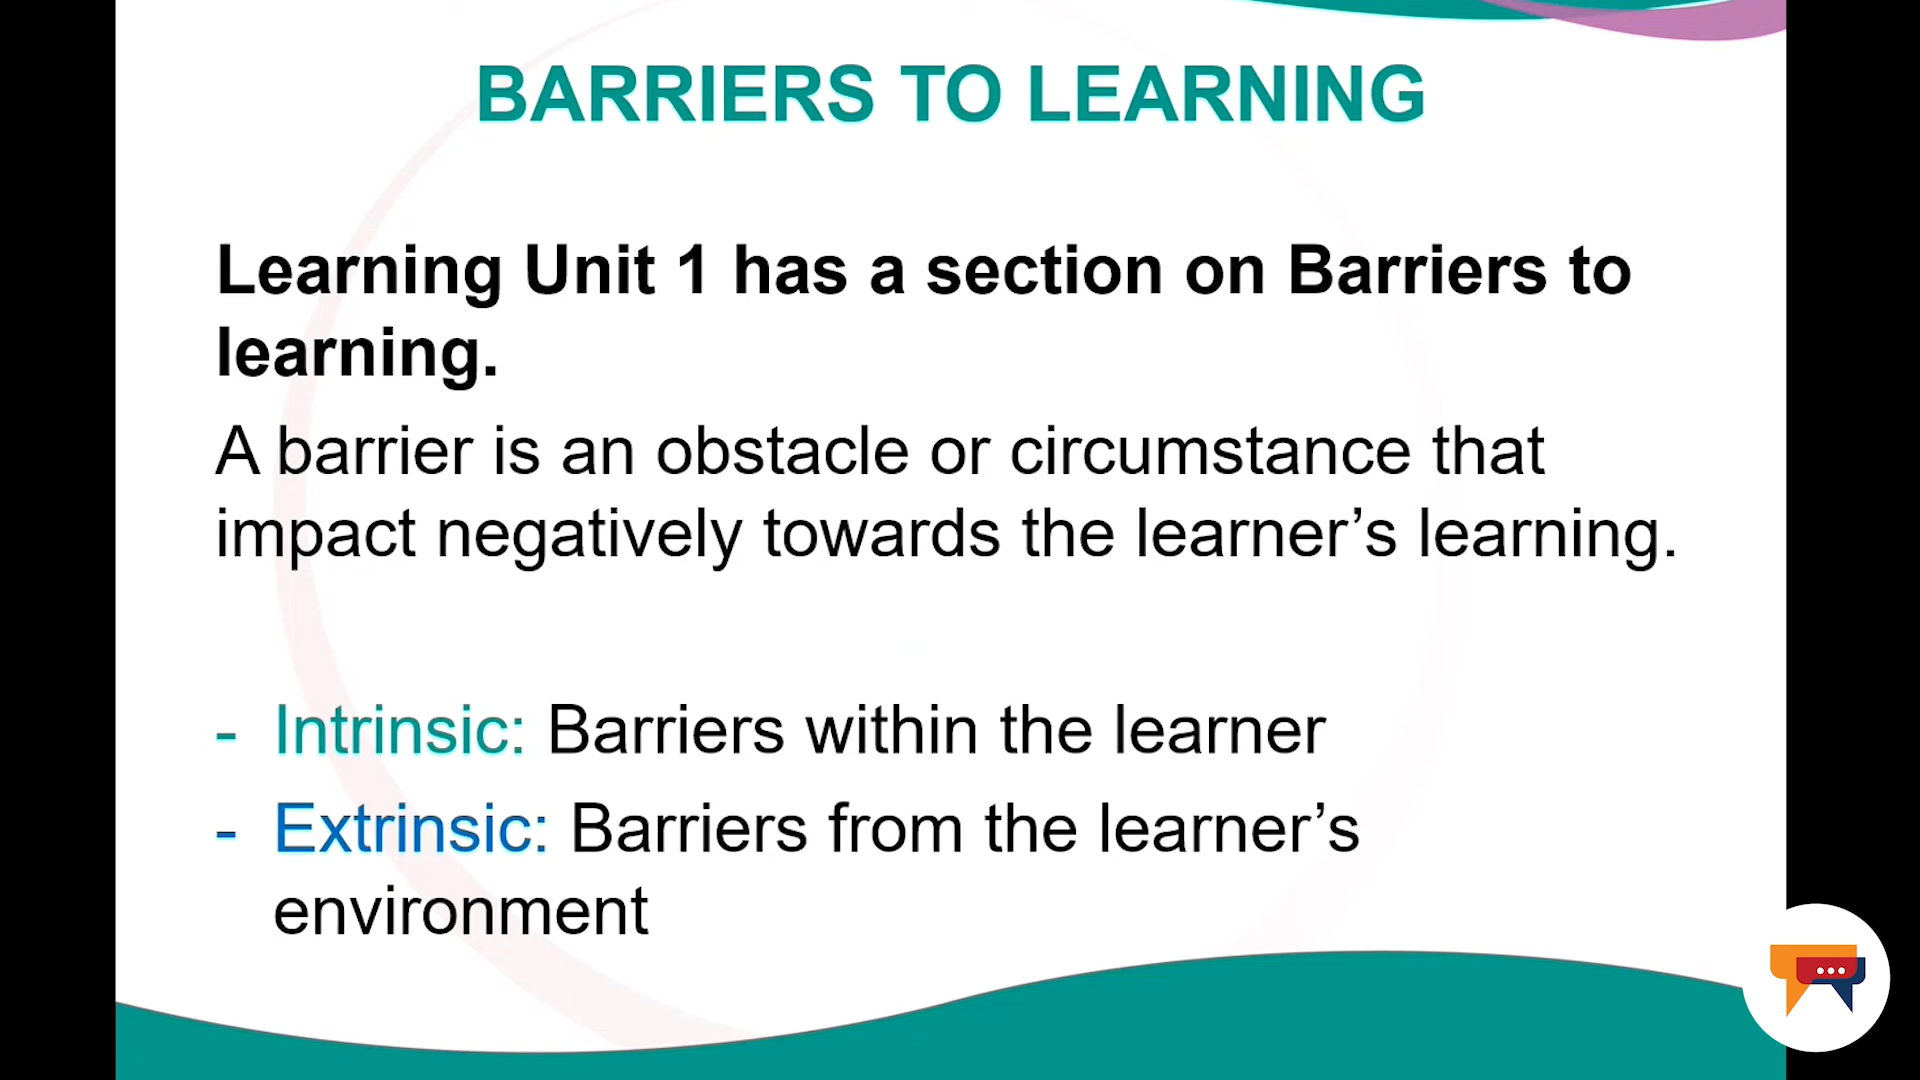 BARRIERS TO LEARNING
Learning Unit 1 has a section on Barriers to
learning.
A barrier is an obstacle or circumstance that
impact negatively towards the learner’s learning.
- Intrinsic: Barriers within the learner
- Extrinsic: Barriers from the learner’s
environment